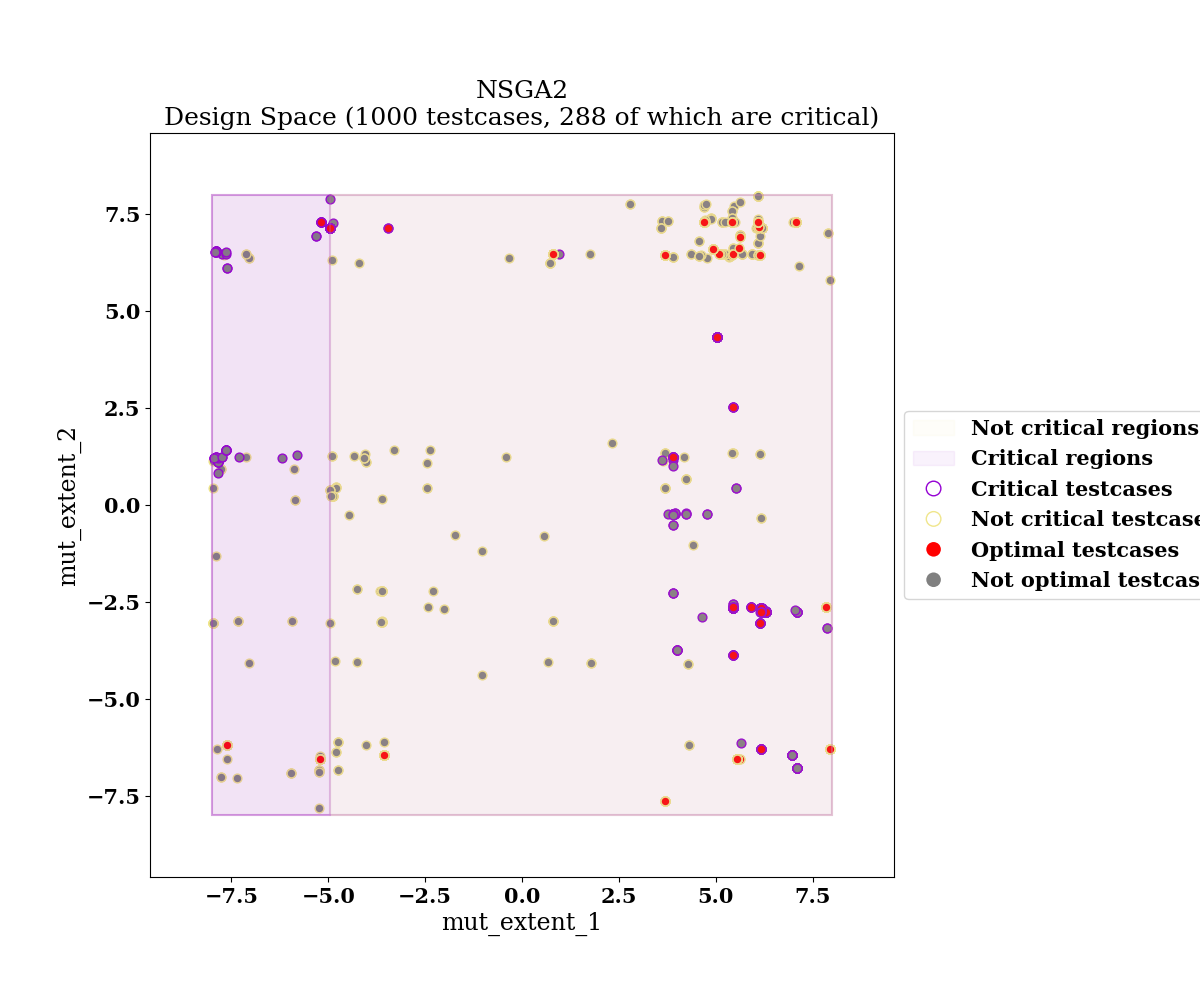 NSGA2
Design Space (1000 testcases, 288 of which are critical)
7.5
5.0
2.5
0.0
−2.5
−5.0
−7.5
mut_extent_2
−7.5 −5.0 −2.5 0.0 2.5 5.0 7.5
mut_extent_1
Not critical regions
Critical regions
Critical testcases
Not critical testcase
Optimal testcases
Not optimal testcas